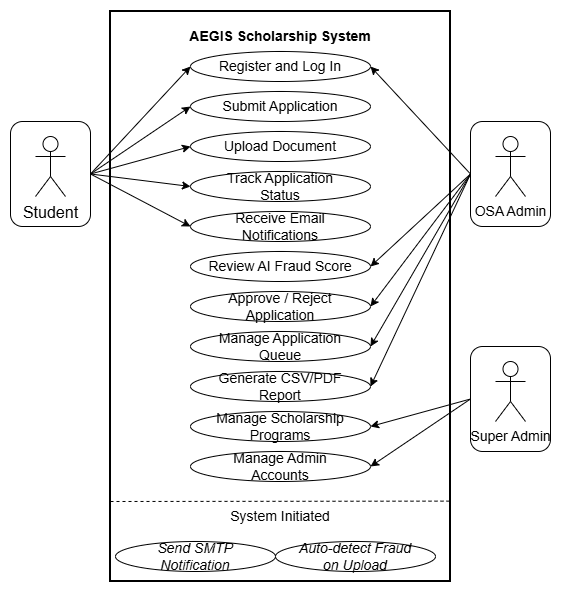 AEGIS Scholarship System
Register and Log In
Submit Application
Upload Document
Track Application
Status
Receive Email
Notifications
Student
OSA Admin
Review AI Fraud Score
Approve / Reject
Application
Manage Application
Queue
Generate CSV/PDF
Report
Manage Scholarship
Programs
Super Admin
Manage Admin
Accounts
System Initiated
Send SMTP
Notification
Auto-detect Fraud
on Upload